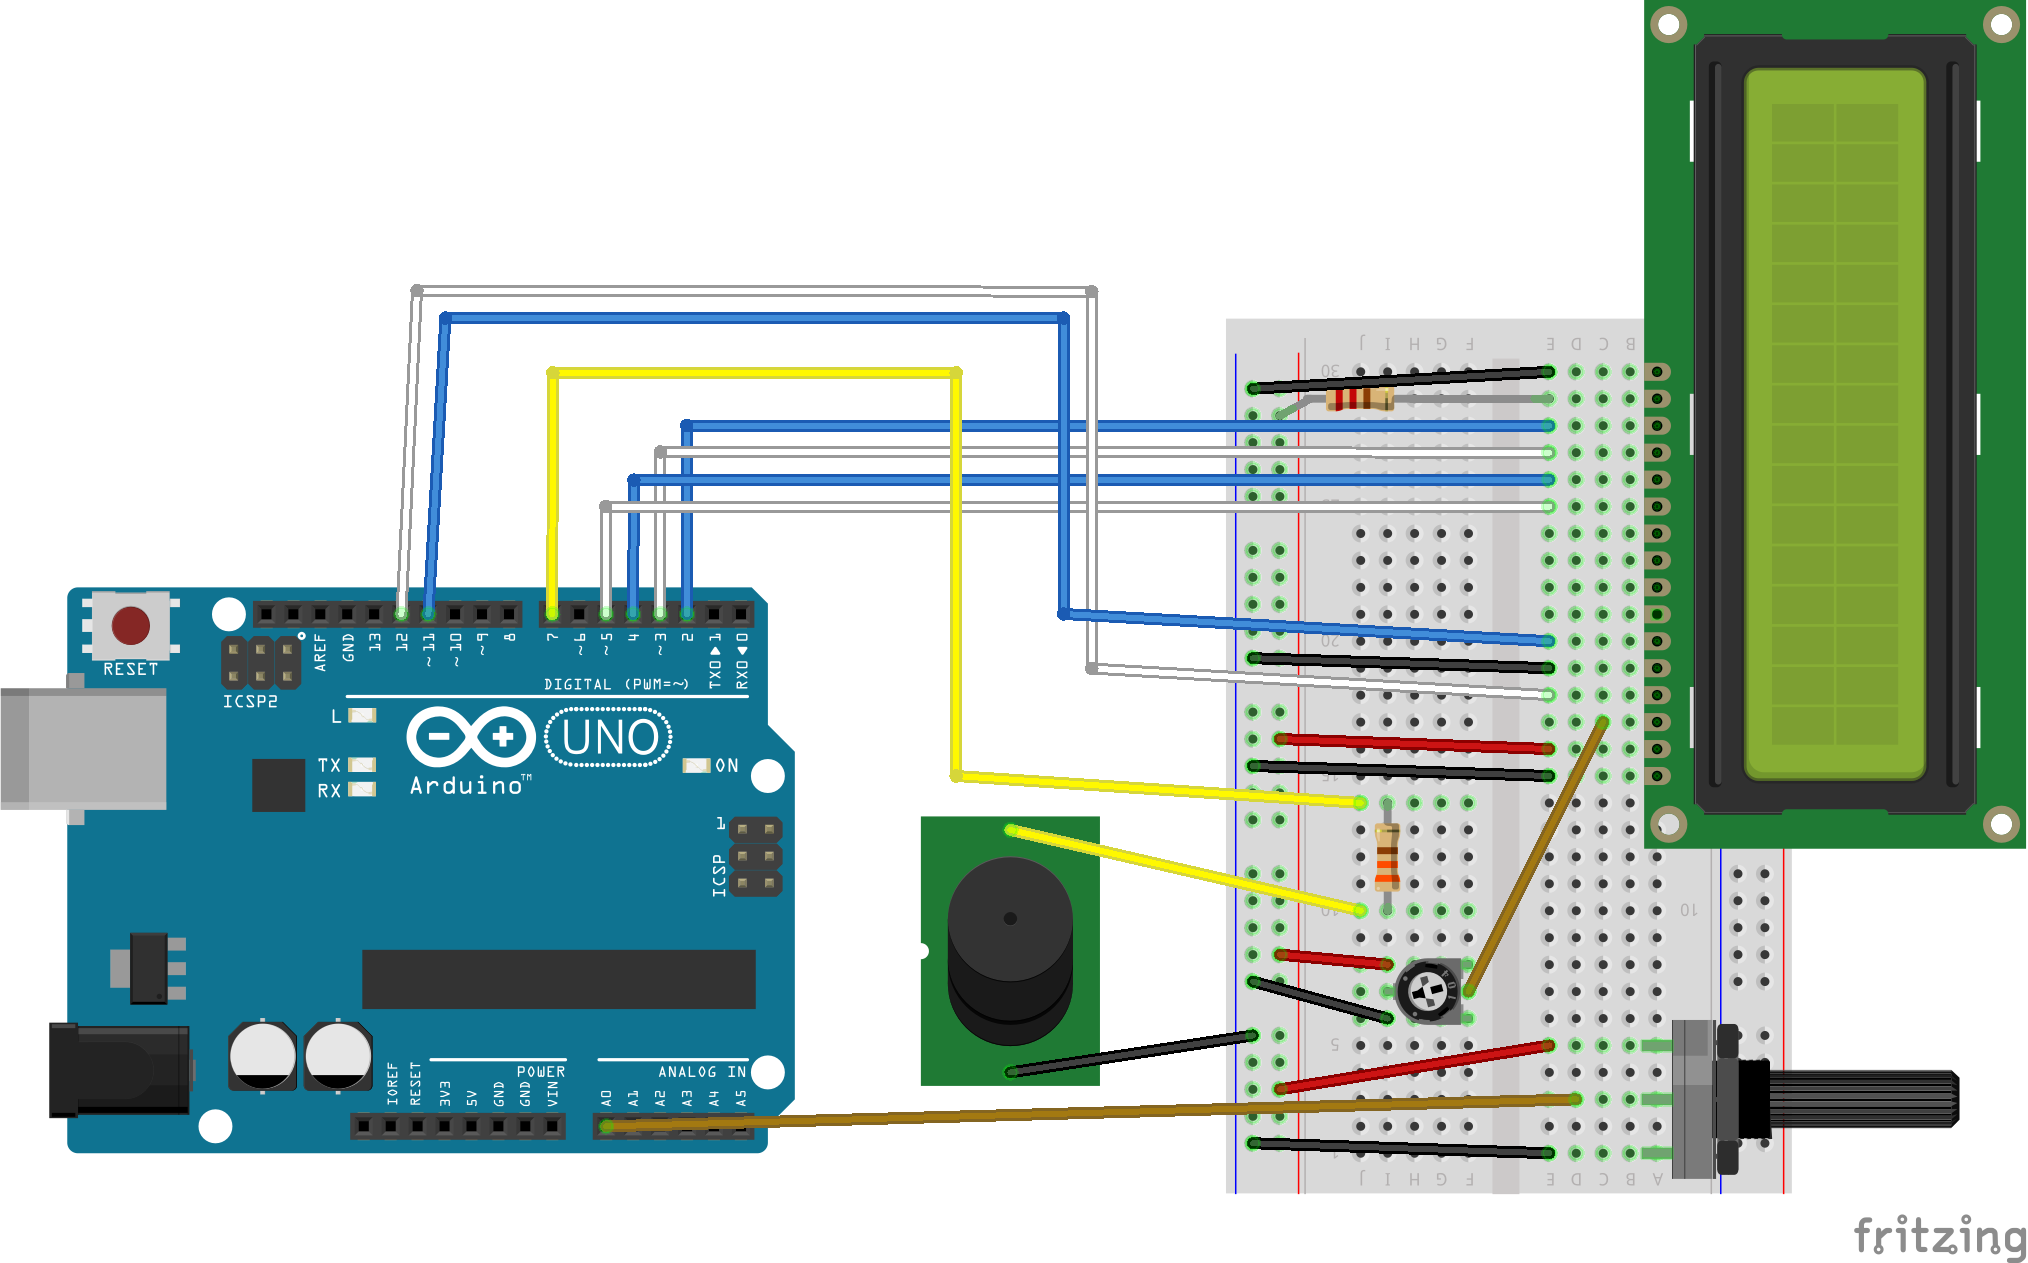 J I H G F E D C B
30
RESET
ICSP2
AREF
GND
13
12
~11
~10
~9
8
7
~6
~5
4
~3
2
TX0▶1
RX0◀0
DIGITAL (PWM=~)
L
TX
RX
UNO
ON
Arduino™
1
ICSP
20
15
10
10
5
1
POWER
ANALOG IN
IOREF
RESET
3V3
5V
GND
GND
VIN
A0
A1
A2
A3
A4
A5
J I H G F E D C B A
fritzing